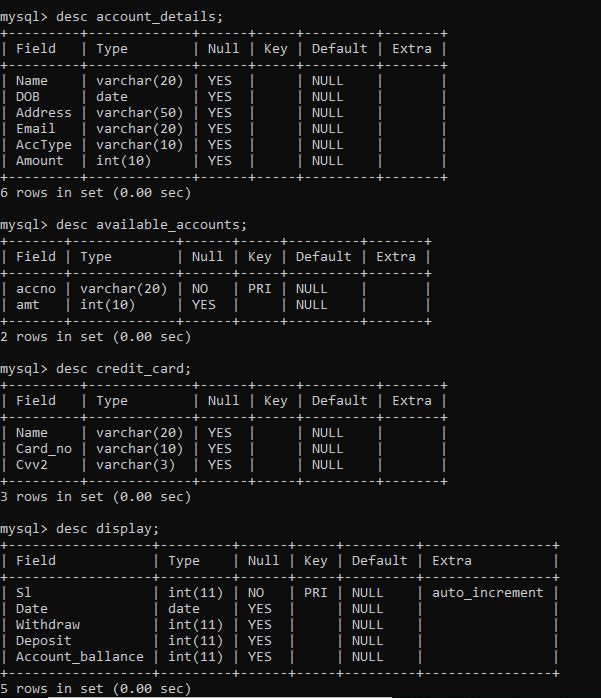 mysql> desc account_details;
+---------+-------------+------+-----+---------+-------+
| Field   | Type        | Null | Key | Default | Extra |
+---------+-------------+------+-----+---------+-------+
| Name    | varchar(20) | YES  |     | NULL    |       |
| DOB     | date        | YES  |     | NULL    |       |
| Address | varchar(50) | YES  |     | NULL    |       |
| Email   | varchar(20) | YES  |     | NULL    |       |
| AccType | varchar(10) | YES  |     | NULL    |       |
| Amount  | int(10)     | YES  |     | NULL    |       |
+---------+-------------+------+-----+---------+-------+
6 rows in set (0.00 sec)
mysql> desc available_accounts;
+-------+-------------+------+-----+---------+-------+
| Field | Type        | Null | Key | Default | Extra |
+-------+-------------+------+-----+---------+-------+
| accno | varchar(20) | NO   | PRI | NULL    |       |
| amt   | int(10)     | YES  |     | NULL    |       |
+-------+-------------+------+-----+---------+-------+
2 rows in set (0.00 sec)
mysql> desc credit_card;
+---------+-------------+------+-----+---------+-------+
| Field   | Type        | Null | Key | Default | Extra |
+---------+-------------+------+-----+---------+-------+
| Name    | varchar(20) | YES  |     | NULL    |       |
| Card_no | varchar(10) | YES  |     | NULL    |       |
| Cvv2    | varchar(3)  | YES  |     | NULL    |       |
+---------+-------------+------+-----+---------+-------+
3 rows in set (0.00 sec)
mysql> desc display;
+------------------+---------+------+-----+---------+----------------+
| Field            | Type    | Null | Key | Default | Extra          |
+------------------+---------+------+-----+---------+----------------+
| Sl               | int(11) | NO   | PRI | NULL    | auto_increment |
| Date             | date    | YES  |     | NULL    |                |
| Withdraw         | int(11) | YES  |     | NULL    |                |
| Deposit          | int(11) | YES  |     | NULL    |                |
| Account_ballance | int(11) | YES  |     | NULL    |                |
+------------------+---------+------+-----+---------+----------------+
5 rows in set (0.00 sec)